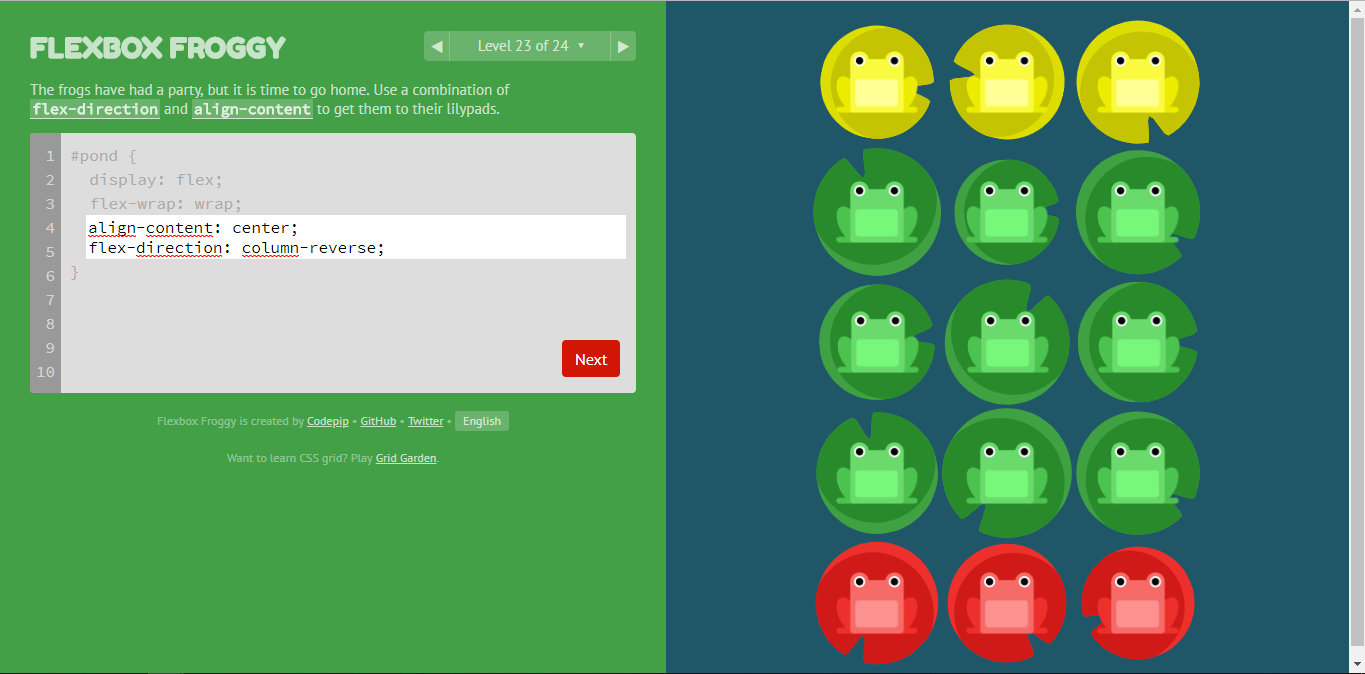 FLEXBOX FROGGY
◀ Level 23 of 24 ▾ ▶
The frogs have had a party, but it is time to go home. Use a combination of
flex-direction and align-content to get them to their lilypads.
1 #pond {
2 display: flex;
3 flex-wrap: wrap;
4 align-content: center;
5 flex-direction: column-reverse;
6 }
7
8
9
10
Next
Flexbox Froggy is created by Codepip • GitHub • Twitter • English
Want to learn CSS grid? Play Grid Garden.